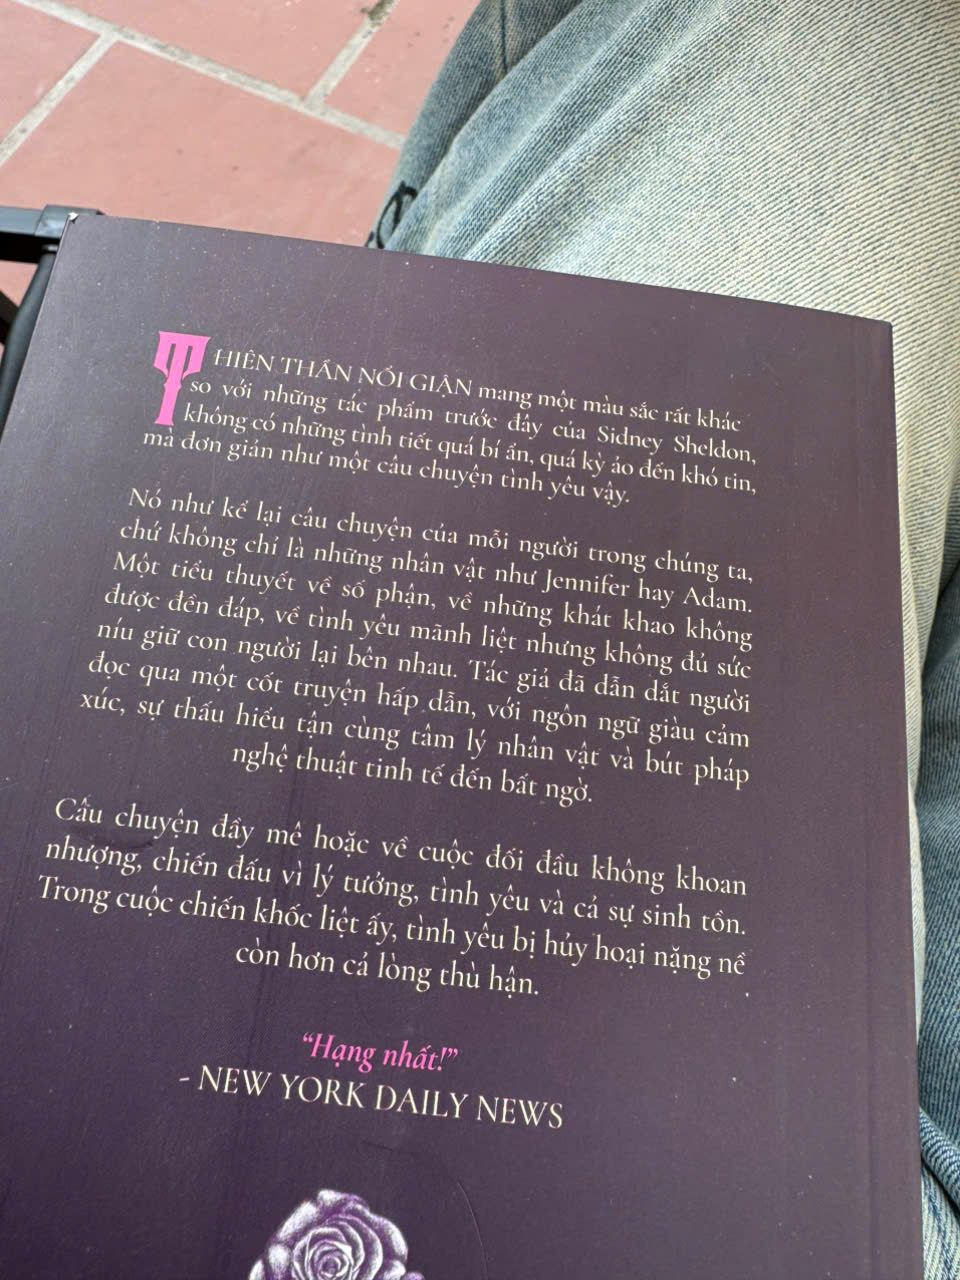 THIÊN THẦN NỔI GIẬN mang một màu sắc rất khác
so với những tác phẩm trước đây của Sidney Sheldon,
không có những tình tiết quá bí ẩn, quá kỳ ảo đến khó tin,
mà đơn giản như một câu chuyện tình yêu vậy.
Nó như kể lại câu chuyện của mỗi người trong chúng ta,
chứ không chỉ là những nhân vật như Jennifer hay Adam.
Một tiểu thuyết về số phận, về những khát khao không
được đền đáp, về tình yêu mãnh liệt nhưng không đủ sức
níu giữ con người lại bên nhau. Tác giả đã dẫn dắt người
đọc qua một cốt truyện hấp dẫn, với ngôn ngữ giàu cảm
xúc, sự thấu hiểu tận cùng tâm lý nhân vật và bút pháp
nghệ thuật tinh tế đến bất ngờ.
Câu chuyện đầy mê hoặc về cuộc đối đầu không khoan
nhượng, chiến đấu vì lý tưởng, tình yêu và cả sự sinh tồn.
Trong cuộc chiến khốc liệt ấy, tình yêu bị hủy hoại nặng nề
còn hơn cả lòng thù hận.
“Hạng nhất!”
- NEW YORK DAILY NEWS